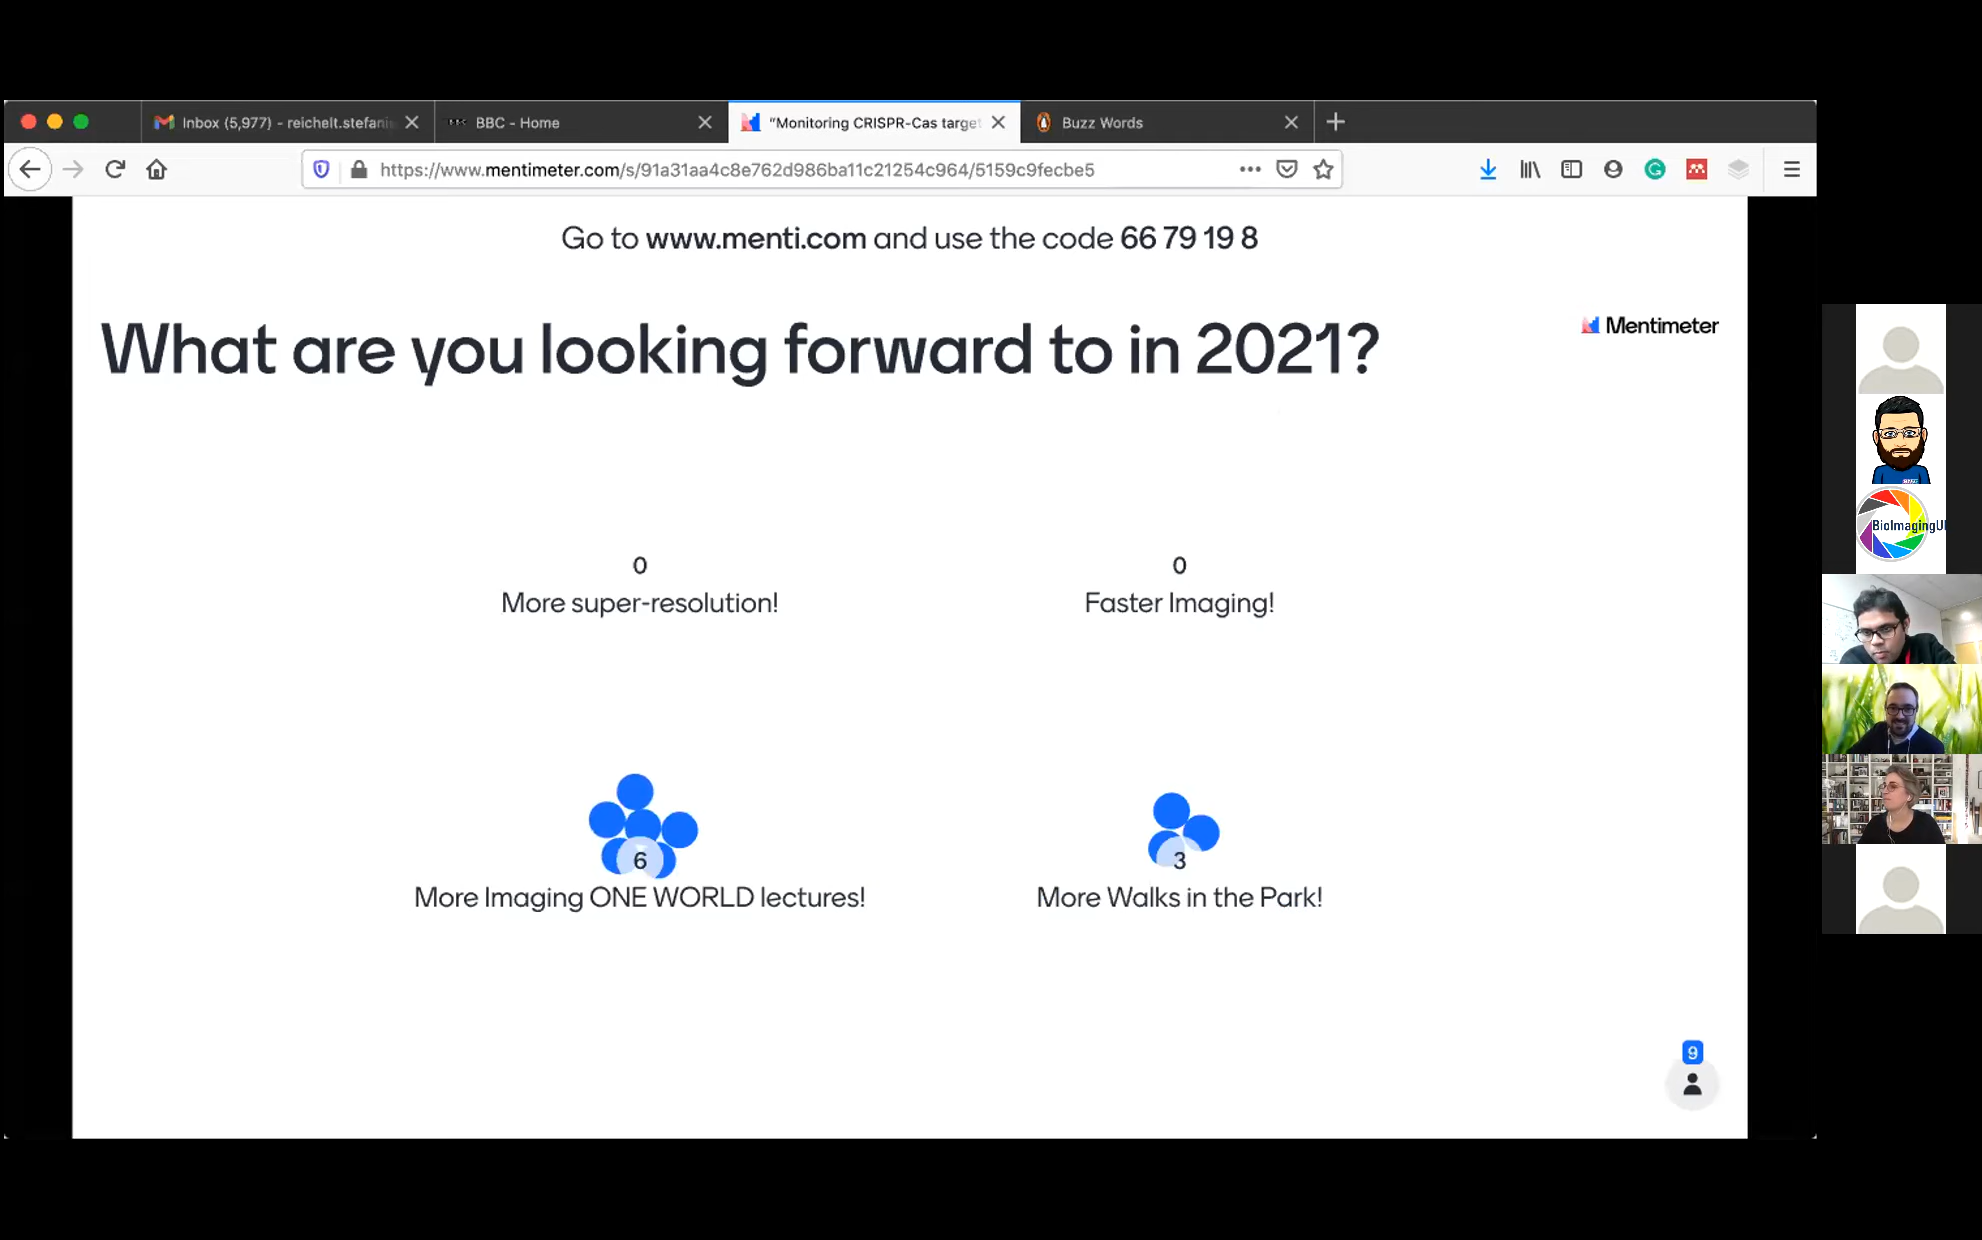 Inbox (5,977) - reichelt.stefani
BBC - Home
"Monitoring CRISPR-Cas target
Buzz Words
https://www.mentimeter.com/s/91a31aa4c8e762d986ba11c21254c964/5159c9fecbe5
Go to www.menti.com and use the code 66 79 19 8
What are you looking forward to in 2021?
Mentimeter
BioImagingU
0
More super-resolution!
0
Faster Imaging!
6
More Imaging ONE WORLD lectures!
3
More Walks in the Park!
9